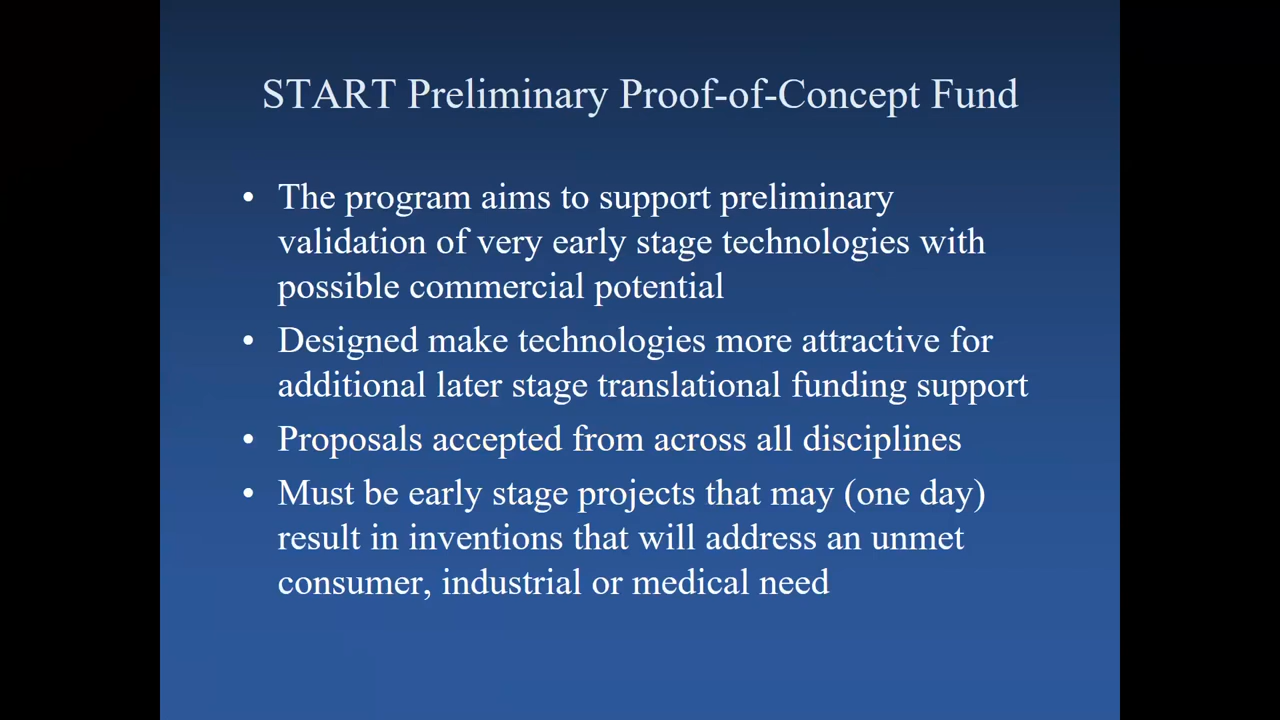 START Preliminary Proof-of-Concept Fund
• The program aims to support preliminary
validation of very early stage technologies with
possible commercial potential
• Designed make technologies more attractive for
additional later stage translational funding support
• Proposals accepted from across all disciplines
• Must be early stage projects that may (one day)
result in inventions that will address an unmet
consumer, industrial or medical need